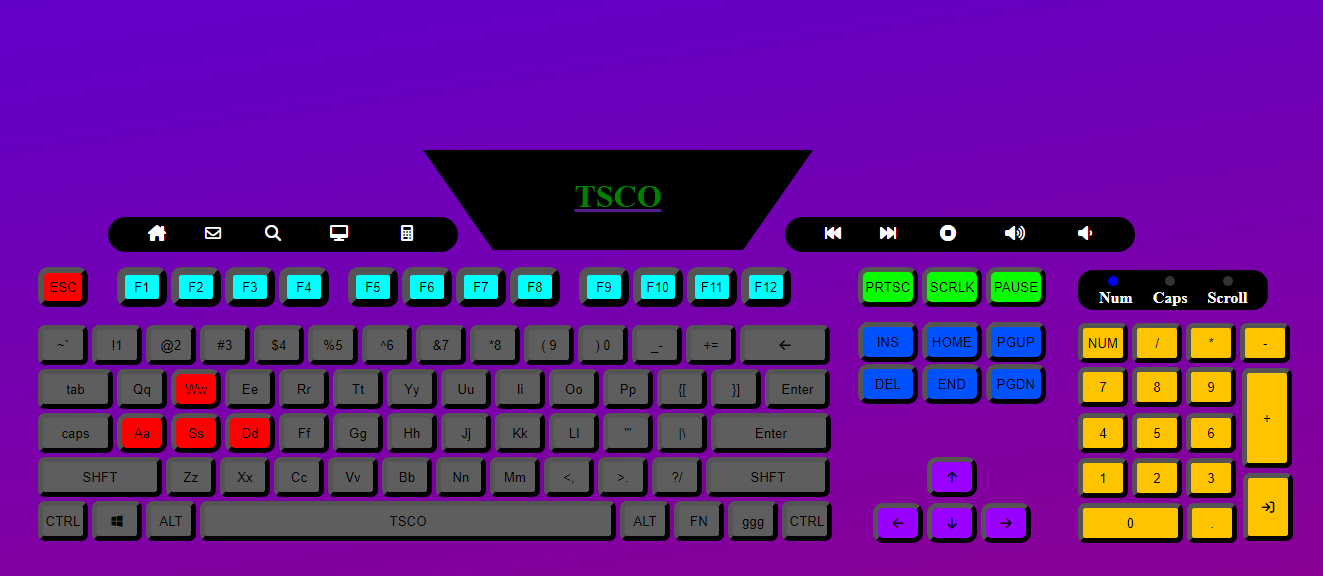 TSCO
ESC F1 F2 F3 F4 F5 F6 F7 F8 F9 F10 F11 F12 PRTSC SCRLK PAUSE
Num Caps Scroll
~` !1 @2 #3 $4 %5 ^6 &7 *8 ( 9 ) 0 _- += ← INS HOME PGUP NUM / * -
tab Qq Ww Ee Rr Tt Yy Uu Ii Oo Pp {[ }] Enter DEL END PGDN 7 8 9 +
caps Aa Ss Dd Ff Gg Hh Jj Kk Ll '" |\ Enter 4 5 6
SHFT Zz Xx Cc Vv Bb Nn Mm <, >. ?/ SHFT ↑ 1 2 3
CTRL ALT TSCO ALT FN ggg CTRL ← ↓ → 0 .